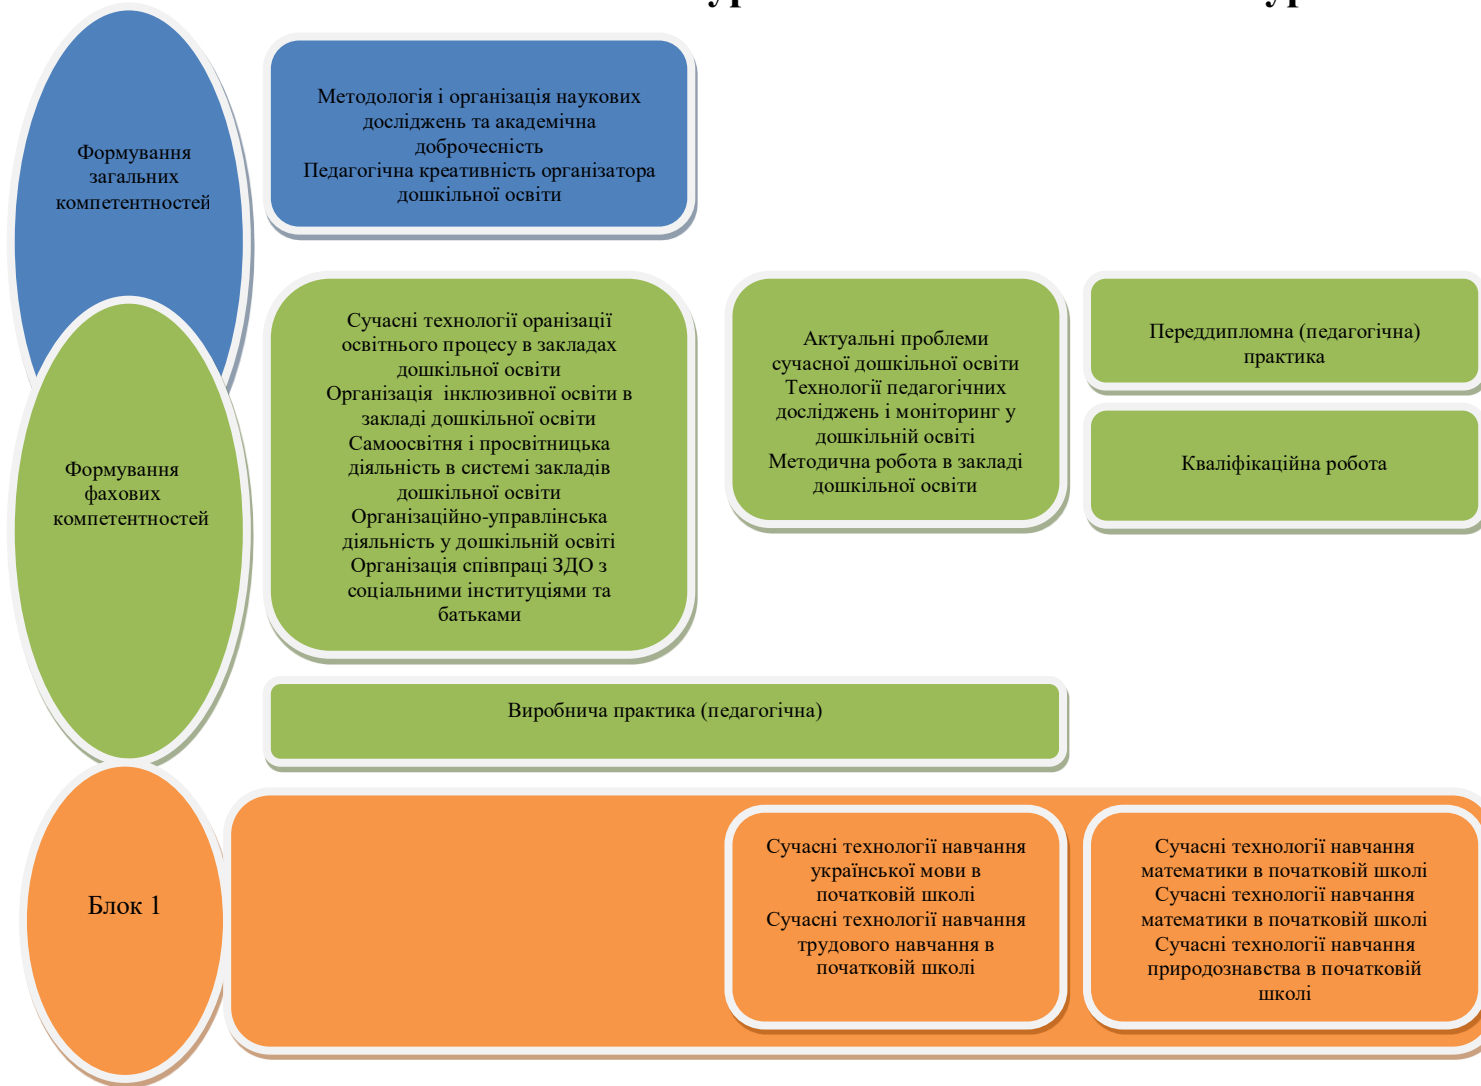 Формування
загальних
компетентностей
Методологія і організація наукових
досліджень та академічна
доброчесність
Педагогічна креативність організатора
дошкільної освіти
Формування
фахових
компетентностей
Сучасні технології оранізації
освітнього процесу в закладах
дошкільної освіти
Організація інклюзивної освіти в
закладі дошкільної освіти
Самоосвітня і просвітницька
діяльність в системі закладів
дошкільної освіти
Організаційно-управлінська
діяльність у дошкільній освіті
Організація співпраці ЗДО з
соціальними інституціями та
батьками
Актуальні проблеми
сучасної дошкільної освіти
Технології педагогічних
досліджень і моніторинг у
дошкільній освіті
Методична робота в закладі
дошкільної освіти
Переддипломна (педагогічна)
практика
Кваліфікаційна робота
Виробнича практика (педагогічна)
Блок 1
Сучасні технології навчання
української мови в
початковій школі
Сучасні технології навчання
трудового навчання в
початковій школі
Сучасні технології навчання
математики в початковій школі
Сучасні технології навчання
математики в початковій школі
Сучасні технології навчання
природознавства в початковій
школі